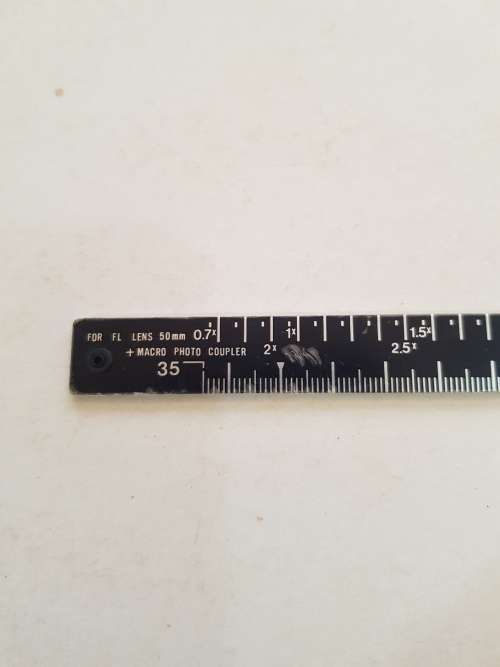 FOR FL LENS 50mm 0.7x 1x 1.5x
+ MACRO PHOTO COUPLER 2x 2.5x
35